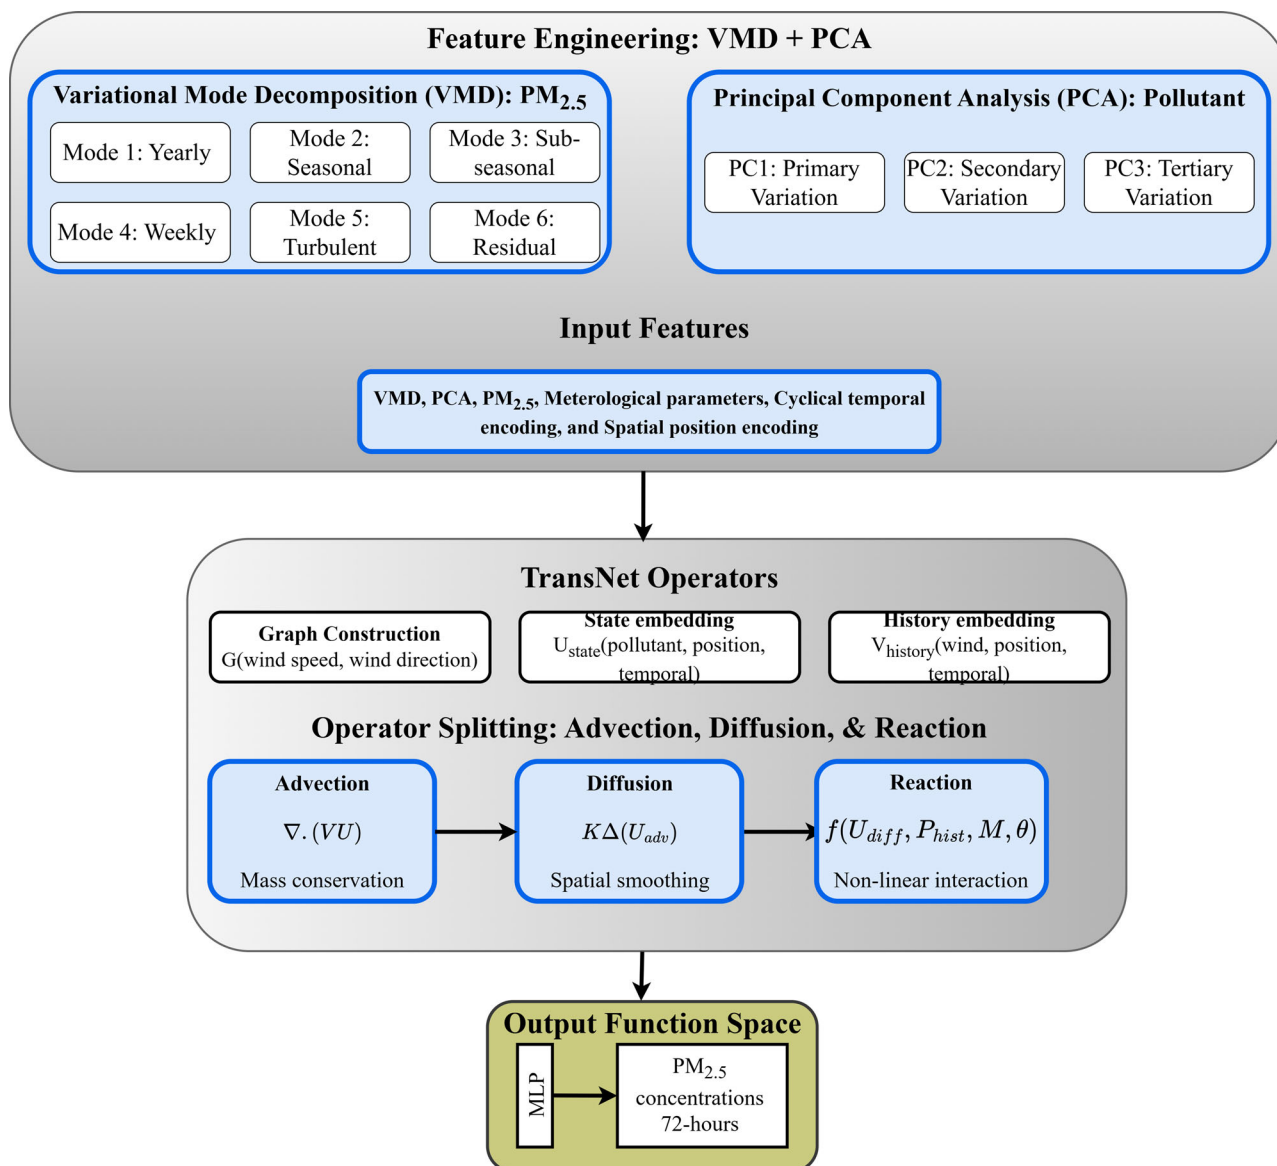 Feature Engineering: VMD + PCA
Variational Mode Decomposition (VMD): PM2.5
Mode 1: Yearly
Mode 2:
Seasonal
Mode 3: Sub-
seasonal
Mode 4: Weekly
Mode 5:
Turbulent
Mode 6:
Residual
Principal Component Analysis (PCA): Pollutant
PC1: Primary
Variation
PC2: Secondary
Variation
PC3: Tertiary
Variation
Input Features
VMD, PCA, PM2.5, Meterological parameters, Cyclical temporal
encoding, and Spatial position encoding
TransNet Operators
Graph Construction
G(wind speed, wind direction)
State embedding
Ustate(pollutant, position,
temporal)
History embedding
Vhistory(wind, position,
temporal)
Operator Splitting: Advection, Diffusion, & Reaction
Advection
∇.(VU)
Mass conservation
Diffusion
KΔ(Uadv)
Spatial smoothing
Reaction
f(Udiff, Phist, M, θ)
Non-linear interaction
Output Function Space
MLP
PM2.5
concentrations
72-hours